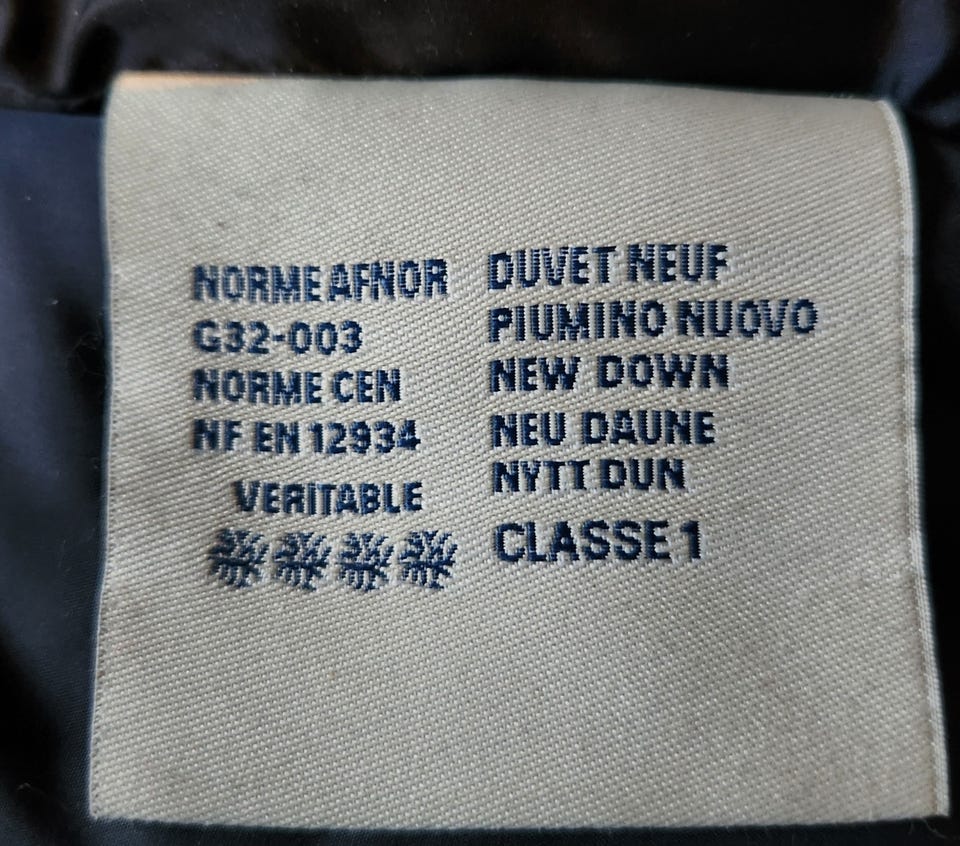 NORME AFNOR
G32-003
NORME CEN
NF EN 12934
VERITABLE
DUVET NEUF
PIUMINO NUOVO
NEW DOWN
NEU DAUNE
NYTT DUN
CLASSE 1